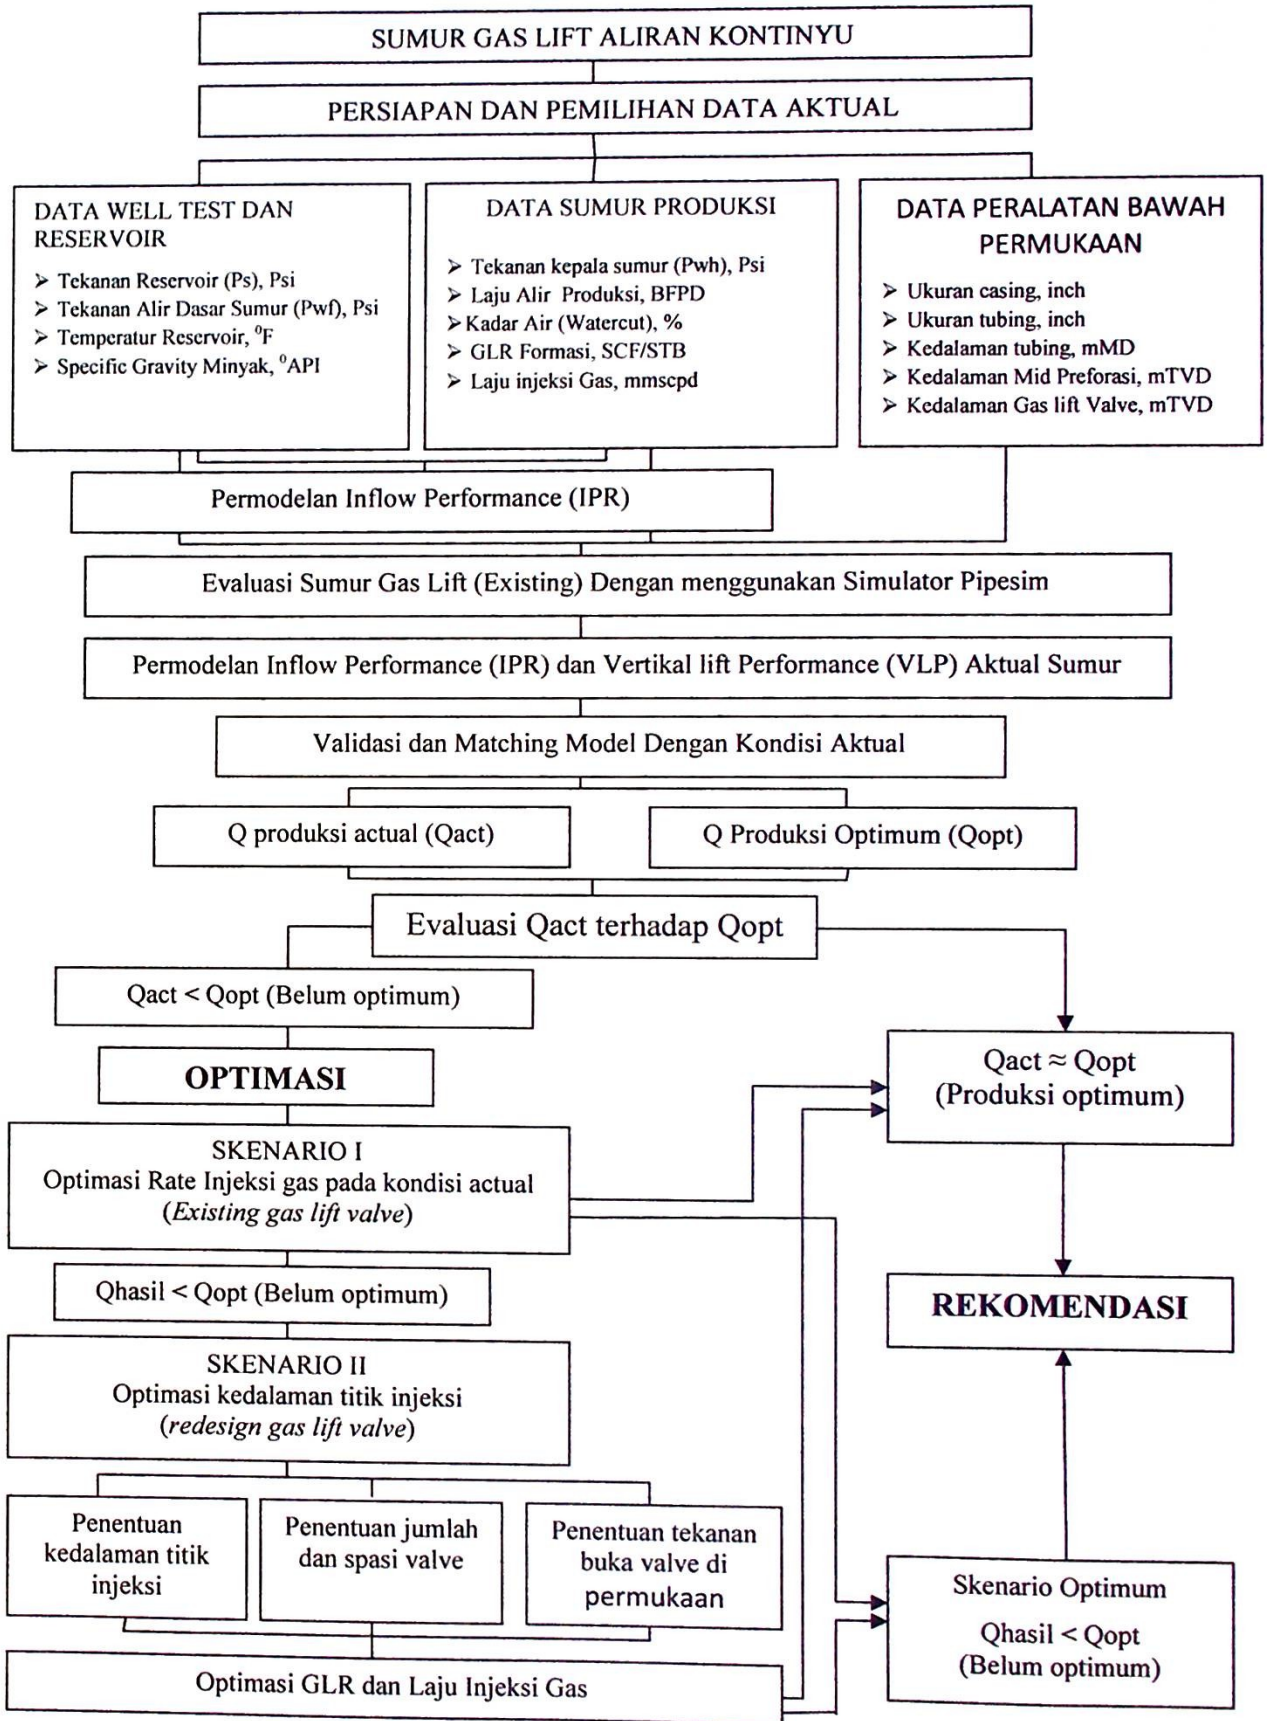 SUMUR GAS LIFT ALIRAN KONTINYU
PERSIAPAN DAN PEMILIHAN DATA AKTUAL
DATA WELL TEST DAN
RESERVOIR
➤ Tekanan Reservoir (Ps), Psi
➤ Tekanan Alir Dasar Sumur (Pwf), Psi
➤ Temperatur Reservoir, ⁰F
➤ Specific Gravity Minyak, ⁰API
DATA SUMUR PRODUKSI
➤ Tekanan kepala sumur (Pwh), Psi
➤ Laju Alir Produksi, BFPD
➤Kadar Air (Watercut), %
➤ GLR Formasi, SCF/STB
➤ Laju injeksi Gas, mmscpd
DATA PERALATAN BAWAH
PERMUKAAN
➤ Ukuran casing, inch
➤ Ukuran tubing, inch
➤ Kedalaman tubing, mMD
➤ Kedalaman Mid Preforasi, mTVD
➤ Kedalaman Gas lift Valve, mTVD
Permodelan Inflow Performance (IPR)
Evaluasi Sumur Gas Lift (Existing) Dengan menggunakan Simulator Pipesim
Permodelan Inflow Performance (IPR) dan Vertikal lift Performance (VLP) Aktual Sumur
Validasi dan Matching Model Dengan Kondisi Aktual
Q produksi actual (Qact)
Q Produksi Optimum (Qopt)
Evaluasi Qact terhadap Qopt
Qact < Qopt (Belum optimum)
OPTIMASI
Qact ≈ Qopt
(Produksi optimum)
SKENARIO I
Optimasi Rate Injeksi gas pada kondisi actual
(Existing gas lift valve)
Qhasil < Qopt (Belum optimum)
REKOMENDASI
SKENARIO II
Optimasi kedalaman titik injeksi
(redesign gas lift valve)
Penentuan
kedalaman titik
injeksi
Penentuan jumlah
dan spasi valve
Penentuan tekanan
buka valve di
permukaan
Skenario Optimum
Qhasil < Qopt
(Belum optimum)
Optimasi GLR dan Laju Injeksi Gas